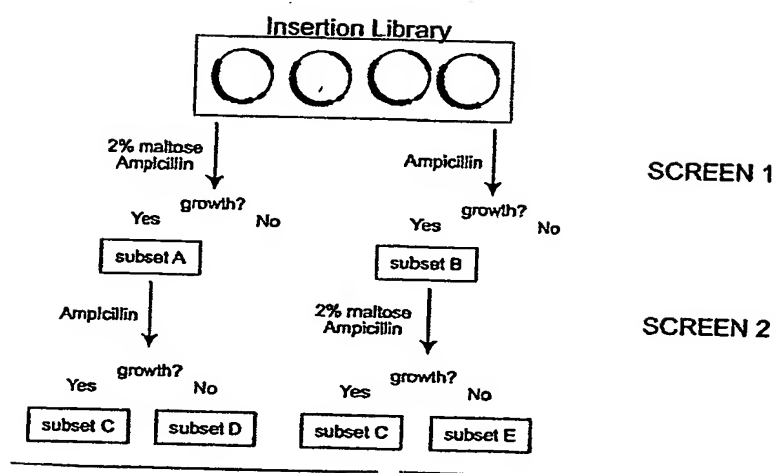 Insertion Library
2% maltose
Ampicillin
Ampicillin
SCREEN 1
growth?
Yes
No
growth?
Yes
No
subset A
subset B
Ampicillin
2% maltose
Ampicillin
SCREEN 2
growth?
Yes
No
growth?
Yes
No
subset C
subset D
subset C
subset E